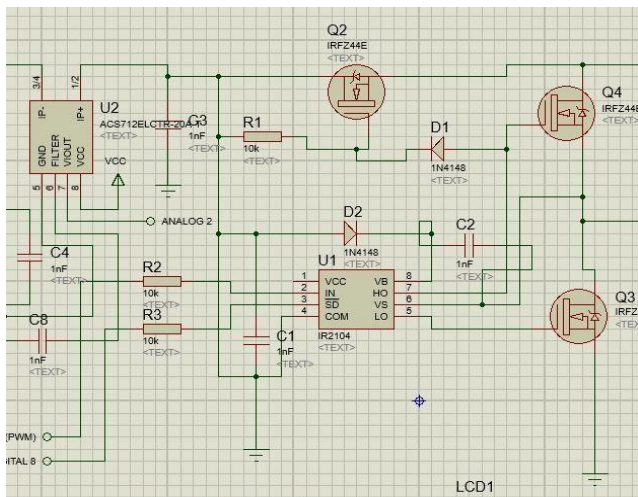 Q2
IRFZ44E
<TEXT>
3/4
1/2
IP-
IP+
U2
ACS712ELCTR-20A-T
<TEXT>
GND
FILTER
VIOUT
VCC
5
6
7
8
VCC
C3
1nF
<TEXT>
R1
10k
<TEXT>
D1
1N4148
<TEXT>
Q4
IRFZ44E
<TEXT>
ANALOG 2
C4
1nF
<TEXT>
D2
1N4148
<TEXT>
C2
1nF
<TEXT>
R2
10k
<TEXT>
U1
1 VCC VB 8
2 IN HO 7
3 SD VS 6
4 COM LO 5
IR2104
<TEXT>
Q3
IRFZ
<TEX
C8
1nF
<TEXT>
R3
10k
<TEXT>
C1
1nF
<TEXT>
(PWM)
ITAL 8
LCD1